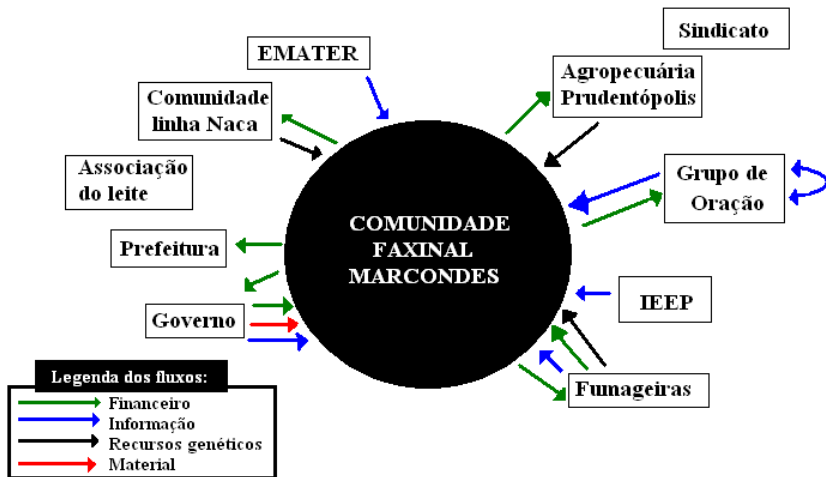 Sindicato
EMATER
Agropecuária
Prudentópolis
Comunidade
linha Naca
Associação
do leite
Grupo de
Oração
COMUNIDADE
FAXINAL
MARCONDES
Prefeitura
IEEP
Governo
Fumageiras
Legenda dos fluxos:
Financeiro
Informação
Recursos genéticos
Material